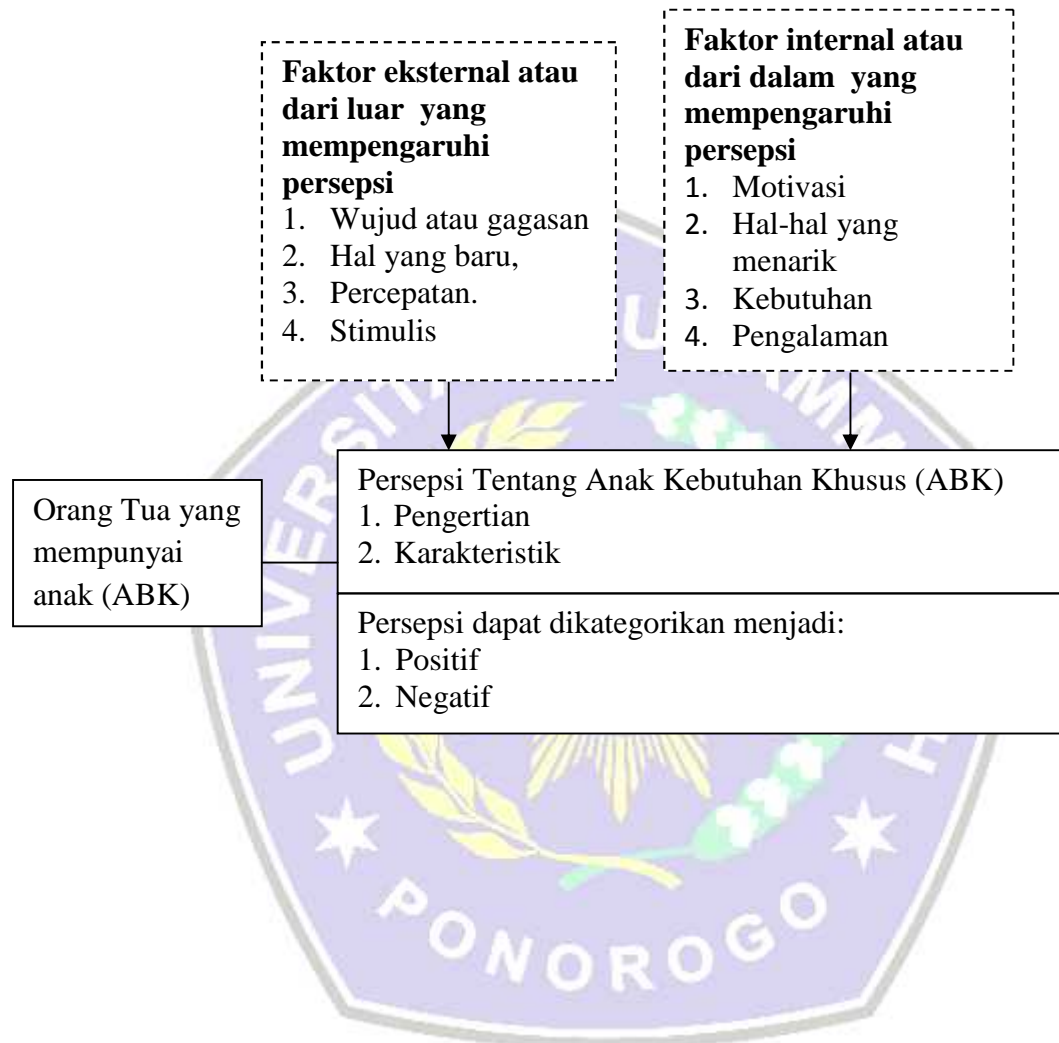 Faktor eksternal atau
dari luar yang
mempengaruhi
persepsi
1. Wujud atau gagasan
2. Hal yang baru,
3. Percepatan.
4. Stimulis
Faktor internal atau
dari dalam yang
mempengaruhi
persepsi
1. Motivasi
2. Hal-hal yang
menarik
3. Kebutuhan
4. Pengalaman
Orang Tua yang
mempunyai
anak (ABK)
Persepsi Tentang Anak Kebutuhan Khusus (ABK)
1. Pengertian
2. Karakteristik
Persepsi dapat dikategorikan menjadi:
1. Positif
2. Negatif
PONOROGO